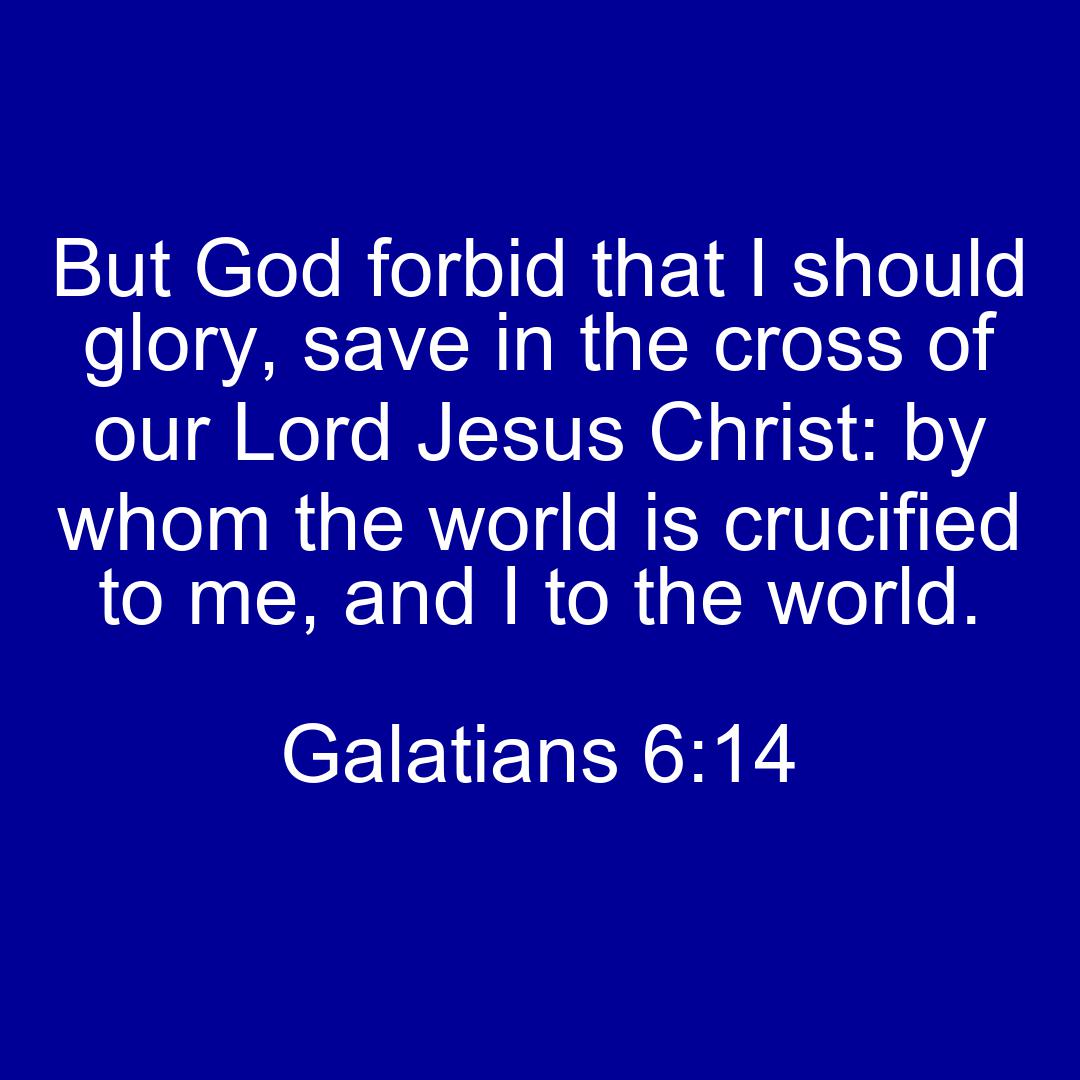 But God forbid that I should
glory, save in the cross of
our Lord Jesus Christ: by
whom the world is crucified
to me, and I to the world.
Galatians 6:14